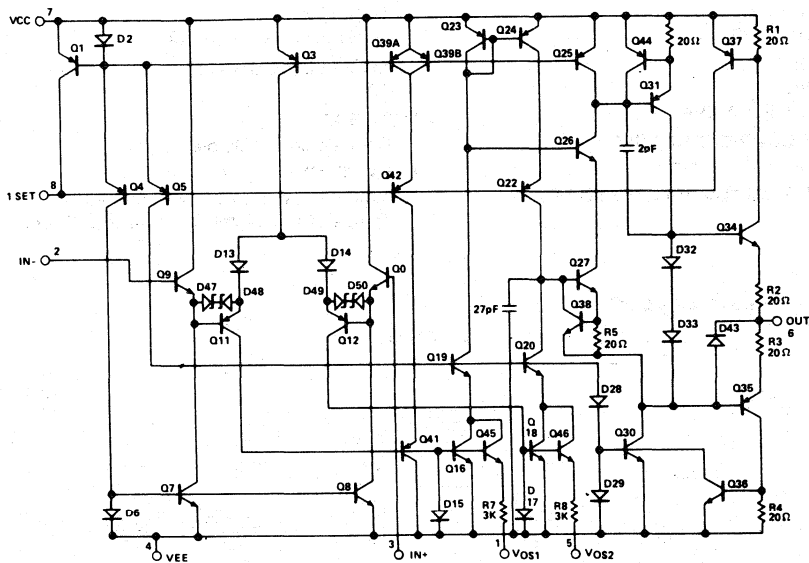 VCC 7
D2
Q1
Q3
Q39A
Q39B
Q23
Q24
Q25
Q44
20Ω
Q37
R1
20Ω
Q31
2pF
Q26
1 SET 8
Q4
Q5
Q42
Q22
Q34
IN- 2
Q9
D13
D14
Q0
D47
D48
D49
D50
Q11
Q12
Q27
Q38
27pF
R5
20Ω
D32
D33
D43
R2
20Ω
OUT
6
R3
20Ω
Q19
Q20
D28
Q35
Q41
Q16
Q45
Q
18
Q46
Q30
Q36
Q7
Q8
D6
D15
R7
3K
D
17
R8
3K
D29
R4
20Ω
4
VEE
3
IN+
1
VOS1
5
VOS2